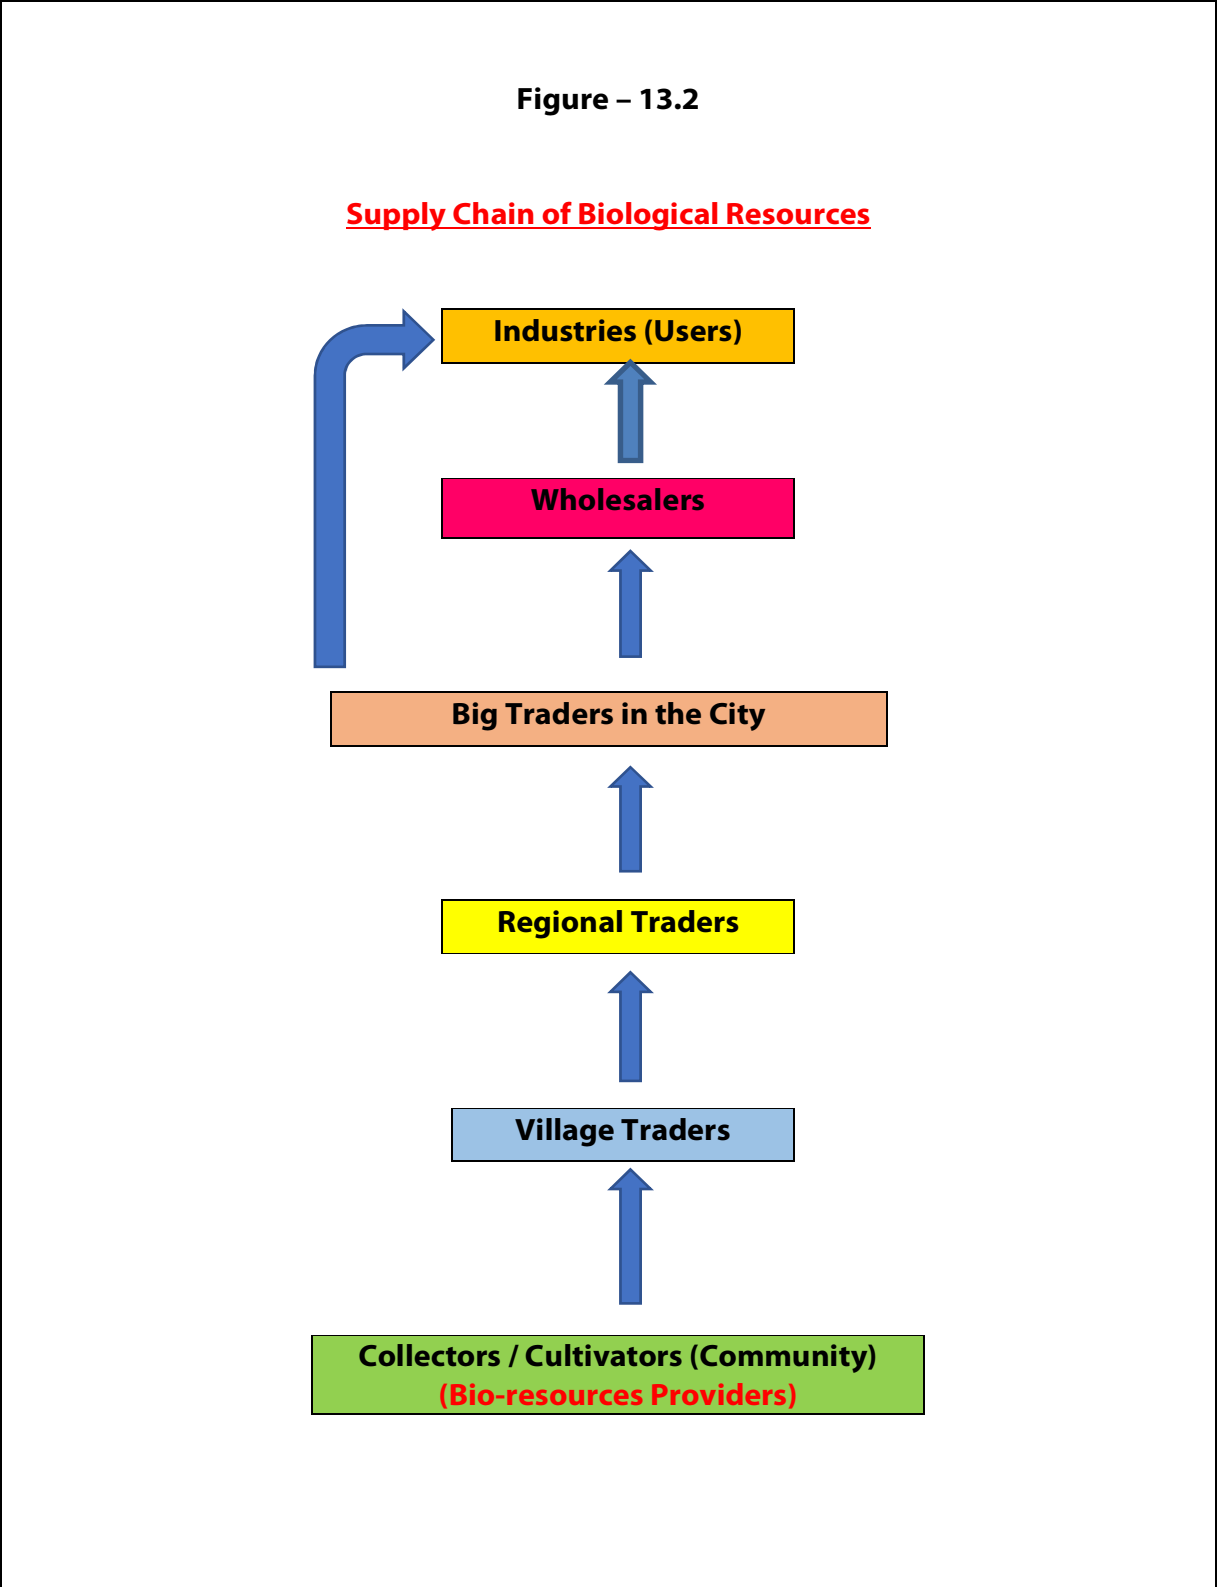 Figure – 13.2
Supply Chain of Biological Resources
Industries (Users)
Wholesalers
Big Traders in the City
Regional Traders
Village Traders
Collectors / Cultivators (Community)
(Bio-resources Providers)